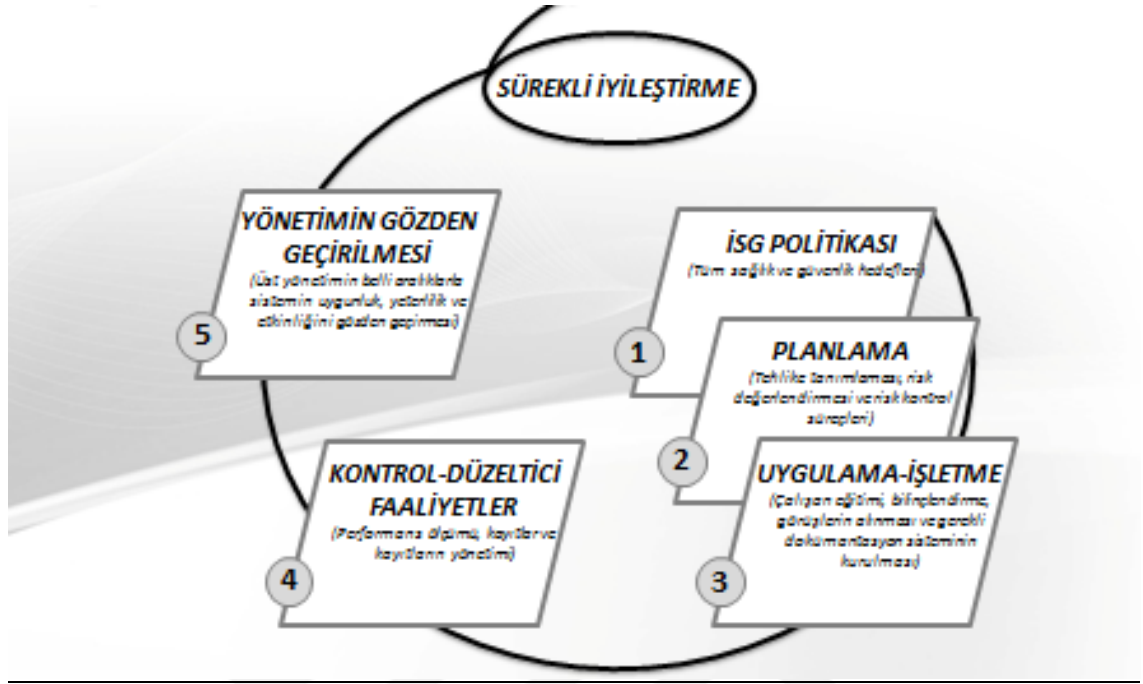 SÜREKLİ İYİLEŞTİRME
İSG POLİTİKASI
(Tüm sağlık ve güvenlik hedefleri)
1
PLANLAMA
(Tehlike tanımlaması, risk
değerlendirmesi ve risk kontrol
süreçleri)
2
UYGULAMA-İŞLETME
(Çalışan eğitimi, bilinçlendirme,
görüşlerin alınması ve gerekli
dokümantasyon sisteminin
kurulması)
3
KONTROL-DÜZELTİCİ
FAALİYETLER
(Performans ölçümü, kayıtlar ve
kayıtların yönetimi)
4
YÖNETİMİN GÖZDEN
GEÇİRİLMESİ
(Üst yönetimin belli aralıklarla
sistemin uygunluk, yeterlilik ve
etkinliğini gözden geçirmesi)
5